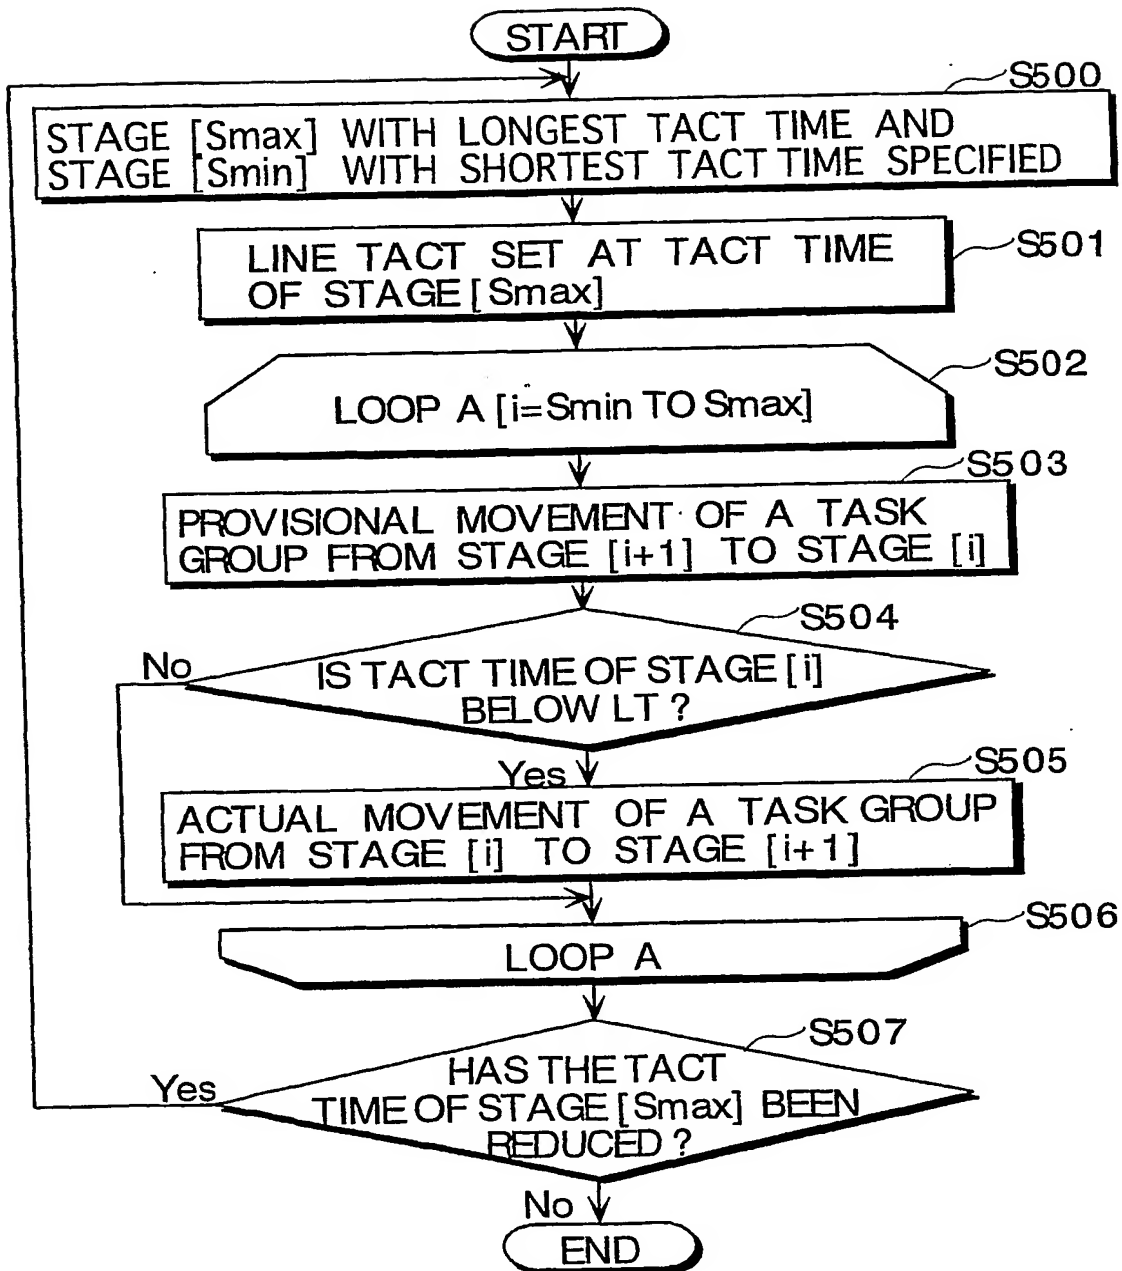 START
S500
STAGE [Smax] WITH LONGEST TACT TIME AND
STAGE [Smin] WITH SHORTEST TACT TIME SPECIFIED
S501
LINE TACT SET AT TACT TIME
OF STAGE [Smax]
S502
LOOP A [i=Smin TO Smax]
S503
PROVISIONAL MOVEMENT OF A TASK
GROUP FROM STAGE [i+1] TO STAGE [i]
S504
No
IS TACT TIME OF STAGE [i]
BELOW LT ?
Yes
S505
ACTUAL MOVEMENT OF A TASK GROUP
FROM STAGE [i] TO STAGE [i+1]
S506
LOOP A
S507
Yes
HAS THE TACT
TIME OF STAGE [Smax] BEEN
REDUCED ?
No
END